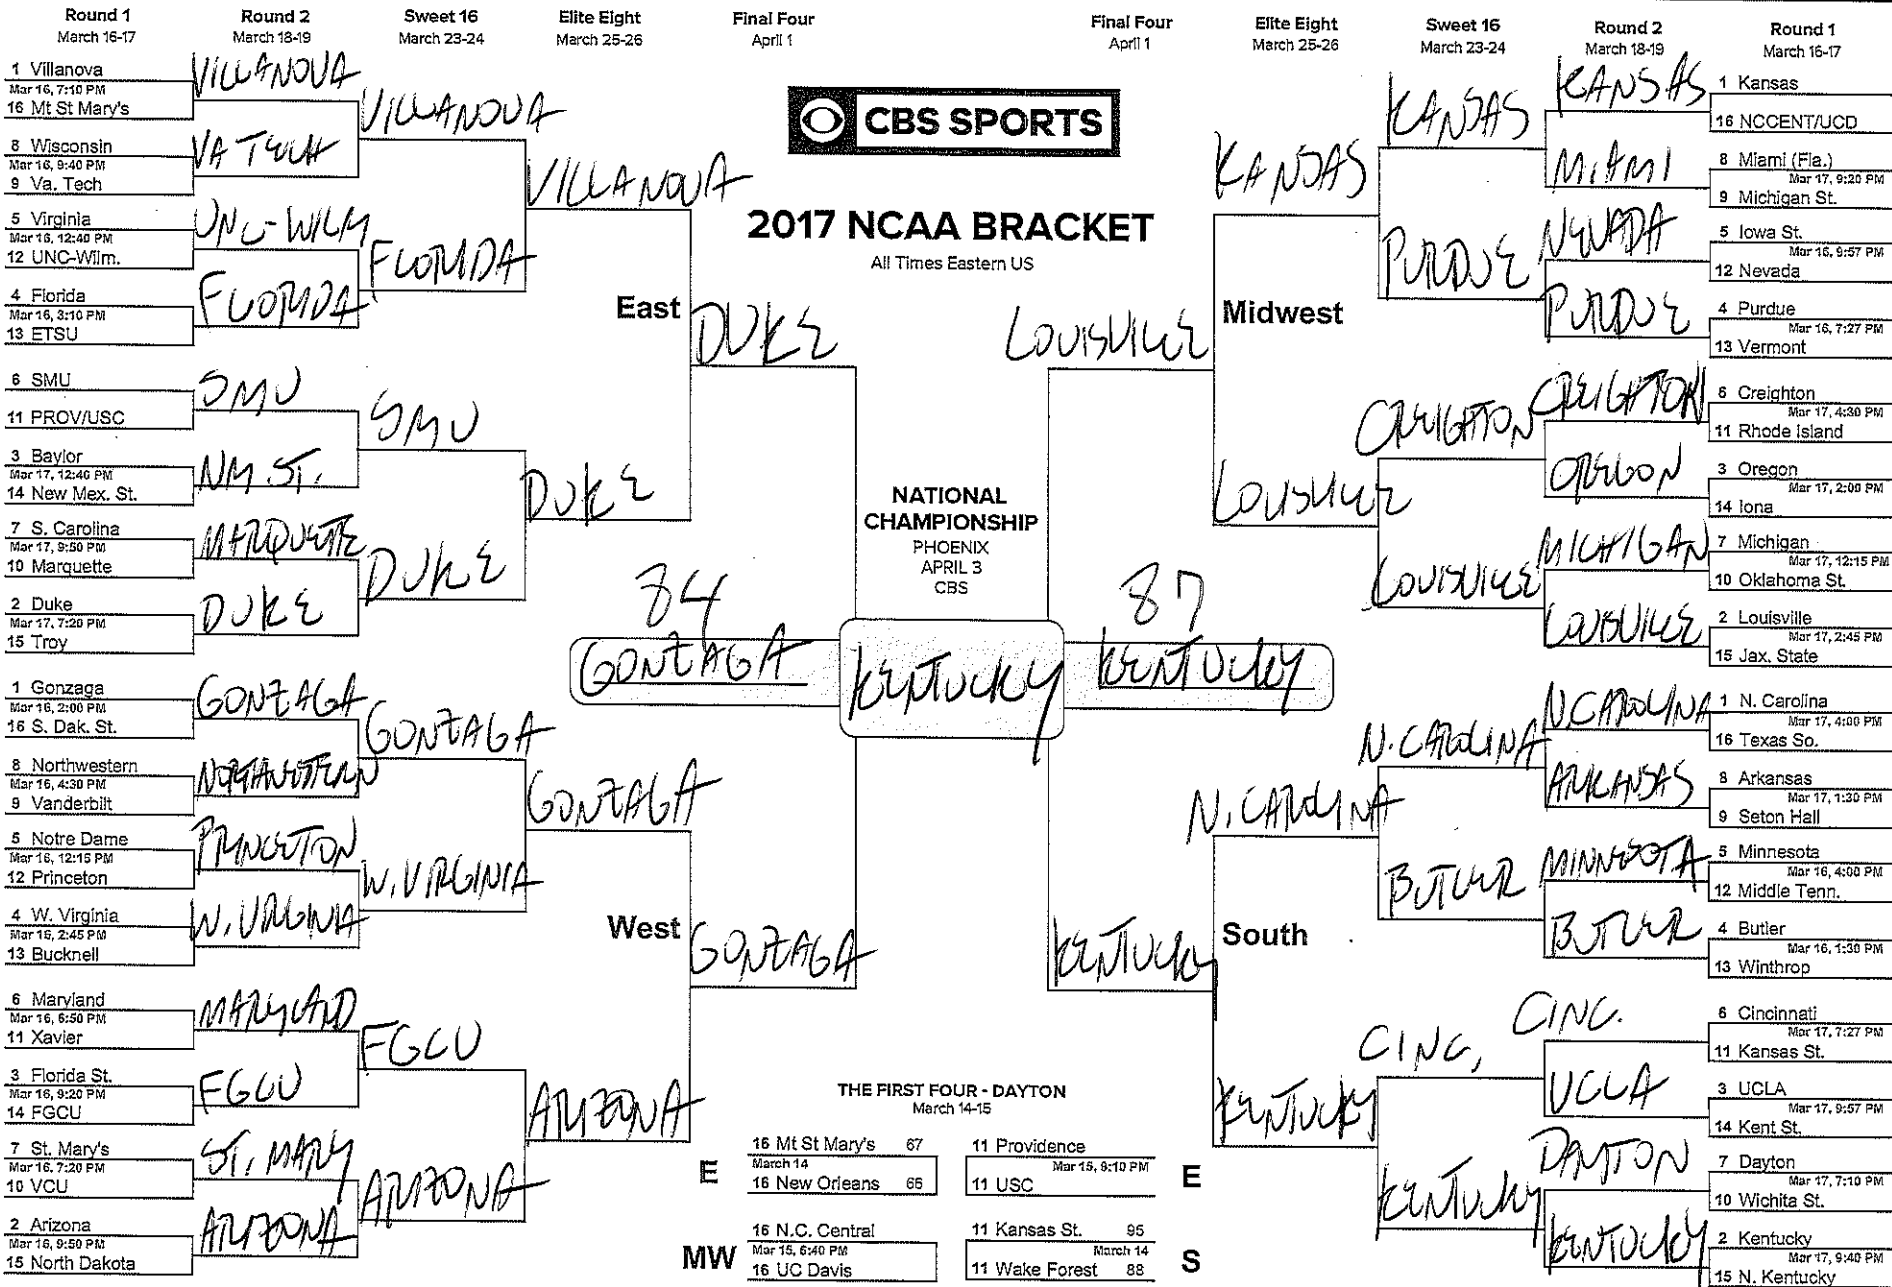 Round 1
March 16-17
Round 2
March 18-19
Sweet 16
March 23-24
Elite Eight
March 25-26
Final Four
April 1
Final Four
April 1
Elite Eight
March 25-26
Sweet 16
March 23-24
Round 2
March 18-19
Round 1
March 16-17
CBS SPORTS
2017 NCAA BRACKET
All Times Eastern US
1 Villanova
Mar 16, 7:10 PM
16 Mt St Mary's
8 Wisconsin
Mar 16, 9:40 PM
9 Va. Tech
5 Virginia
Mar 16, 12:40 PM
12 UNC-Wilm.
4 Florida
Mar 16, 3:10 PM
13 ETSU
6 SMU
11 PROV/USC
3 Baylor
Mar 17, 12:40 PM
14 New Mex. St.
7 S. Carolina
Mar 17, 9:50 PM
10 Marquette
2 Duke
Mar 17, 7:20 PM
15 Troy
VILLANOVA
VA TECH
UNC-WILM
FLORIDA
SMU
NM. ST.
MARQUETTE
DUKE
VILLANOVA
FLORIDA
SMU
DUKE
VILLANOVA
DUKE
East
DUKE
1 Gonzaga
Mar 16, 2:00 PM
16 S. Dak. St.
8 Northwestern
Mar 16, 4:30 PM
9 Vanderbilt
5 Notre Dame
Mar 16, 12:15 PM
12 Princeton
4 W. Virginia
Mar 16, 2:45 PM
13 Bucknell
6 Maryland
Mar 16, 6:50 PM
11 Xavier
3 Florida St.
Mar 16, 9:20 PM
14 FGCU
7 St. Mary's
Mar 16, 7:20 PM
10 VCU
2 Arizona
Mar 16, 9:50 PM
15 North Dakota
GONZAGA
NORTHWESTERN
PRINCETON
W. VIRGINIA
MARYLAND
FGCU
ST. MARY
ARIZONA
GONZAGA
W. VIRGINIA
FGCU
ARIZONA
GONZAGA
ARIZONA
West
GONZAGA
NATIONAL
CHAMPIONSHIP
PHOENIX
APRIL 3
CBS
84
GONZAGA
KENTUCKY
87
KENTUCKY
1 Kansas
16 NCCENT/UCD
8 Miami (Fla.)
Mar 17, 9:20 PM
9 Michigan St.
5 Iowa St.
Mar 16, 9:57 PM
12 Nevada
4 Purdue
Mar 16, 7:27 PM
13 Vermont
6 Creighton
Mar 17, 4:30 PM
11 Rhode Island
3 Oregon
Mar 17, 2:00 PM
14 Iona
7 Michigan
Mar 17, 12:15 PM
10 Oklahoma St.
2 Louisville
Mar 17, 2:45 PM
15 Jax. State
KANSAS
MIAMI
NEVADA
PURDUE
CREIGHTON
OREGON
MICHIGAN
LOUISVILLE
KANSAS
PURDUE
CREIGHTON
LOUISVILLE
KANSAS
LOUISVILLE
Midwest
LOUISVILLE
1 N. Carolina
Mar 17, 4:00 PM
16 Texas So.
8 Arkansas
Mar 17, 1:30 PM
9 Seton Hall
5 Minnesota
Mar 16, 4:00 PM
12 Middle Tenn.
4 Butler
Mar 16, 1:30 PM
13 Winthrop
6 Cincinnati
Mar 17, 7:27 PM
11 Kansas St.
3 UCLA
Mar 17, 9:57 PM
14 Kent St.
7 Dayton
Mar 17, 7:10 PM
10 Wichita St.
2 Kentucky
Mar 17, 9:40 PM
15 N. Kentucky
N. CAROLINA
ARKANSAS
MINNESOTA
BUTLER
CINC.
UCLA
DAYTON
KENTUCKY
N. CAROLINA
BUTLER
CINC,
KENTUCKY
N. CAROLINA
KENTUCKY
South
KENTUCKY
THE FIRST FOUR - DAYTON
March 14-15
E
16 Mt St Mary's 67
March 14
16 New Orleans 66
11 Providence
Mar 15, 9:10 PM
11 USC
E
MW
16 N.C. Central
Mar 15, 6:40 PM
16 UC Davis
11 Kansas St. 95
March 14
11 Wake Forest 88
S